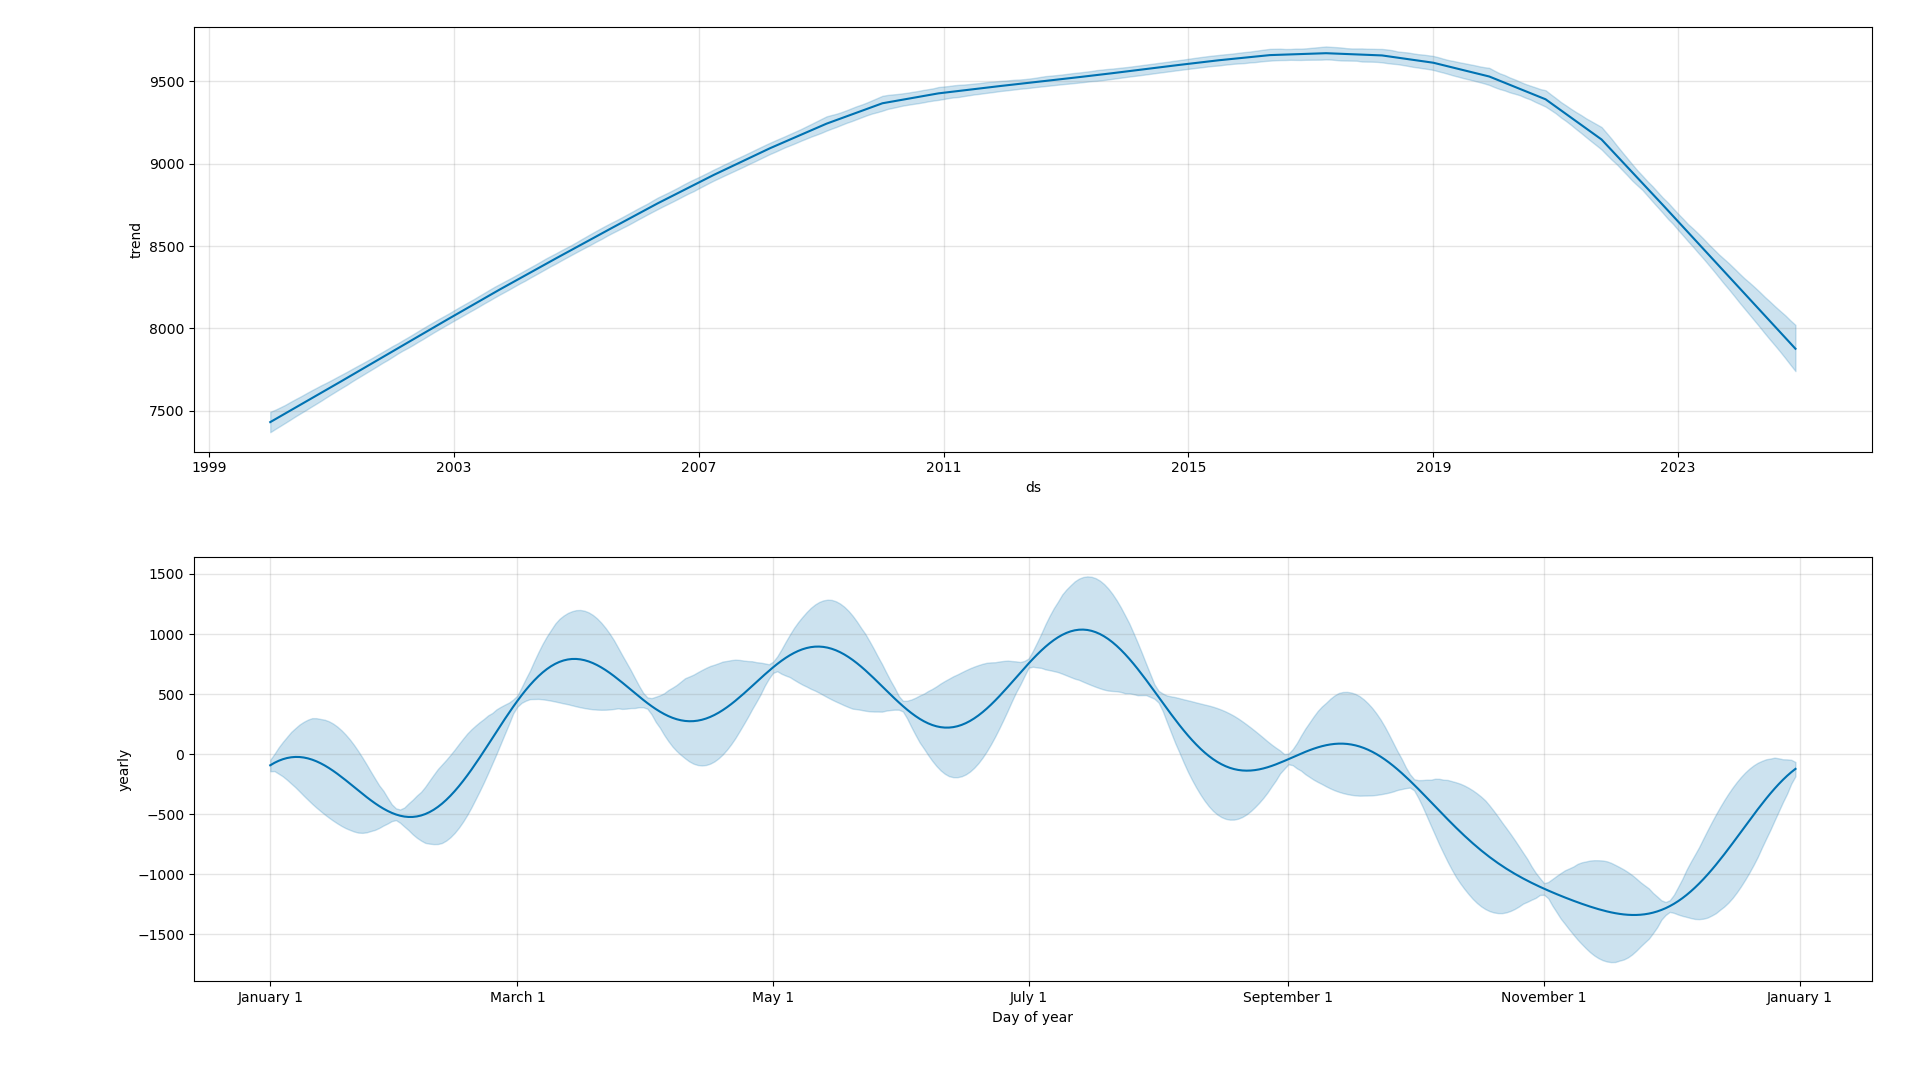 trend
9500
9000
8500
8000
7500
1999 2003 2007 2011 2015 2019 2023
ds
yearly
1500
1000
500
0
−500
−1000
−1500
January 1 March 1 May 1 July 1 September 1 November 1 January 1
Day of year